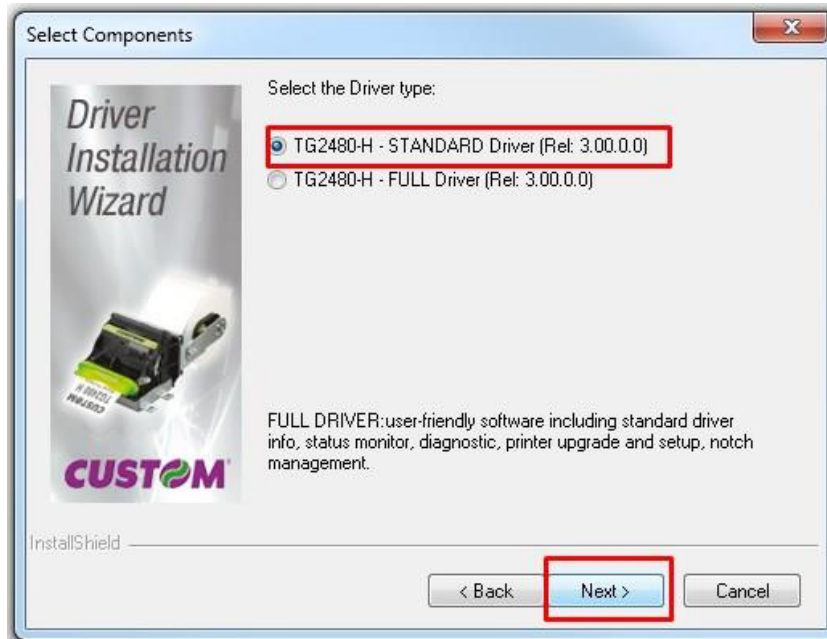 Select Components
Driver
Installation
Wizard
TG2480 H
CUSTOM
Select the Driver type:
TG2480-H - STANDARD Driver (Rel: 3.00.0.0)
TG2480-H - FULL Driver (Rel: 3.00.0.0)
FULL DRIVER:user-friendly software including standard driver
info, status monitor, diagnostic, printer upgrade and setup, notch
management.
CUSTOM
InstallShield
< Back
Next >
Cancel